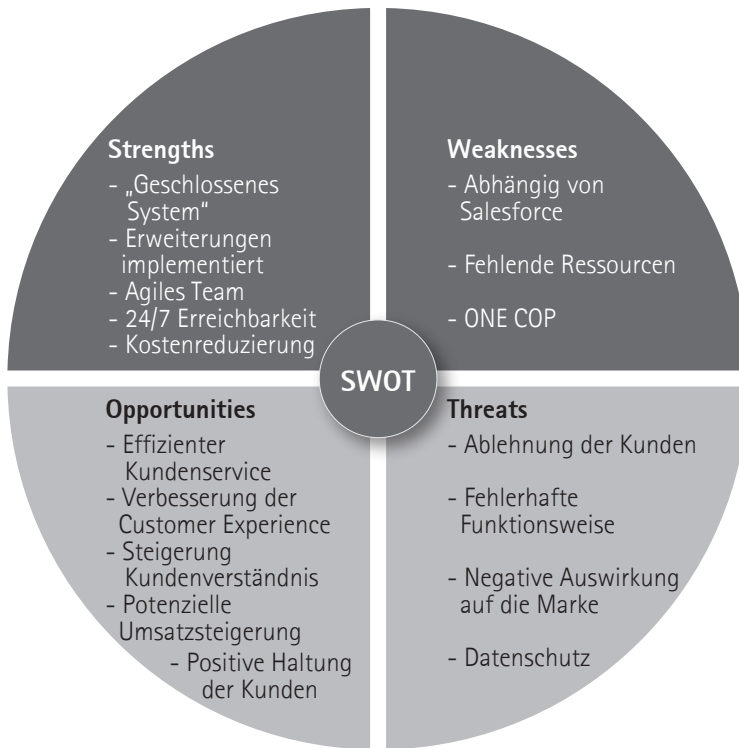 Strengths
- „Geschlossenes
System“
- Erweiterungen
implementiert
- Agiles Team
- 24/7 Erreichbarkeit
- Kostenreduzierung
Weaknesses
- Abhängig von
Salesforce
- Fehlende Ressourcen
- ONE COP
SWOT
Opportunities
- Effizienter
Kundenservice
- Verbesserung der
Customer Experience
- Steigerung
Kundenverständnis
- Potenzielle
Umsatzsteigerung
- Positive Haltung
der Kunden
Threats
- Ablehnung der Kunden
- Fehlerhafte
Funktionsweise
- Negative Auswirkung
auf die Marke
- Datenschutz